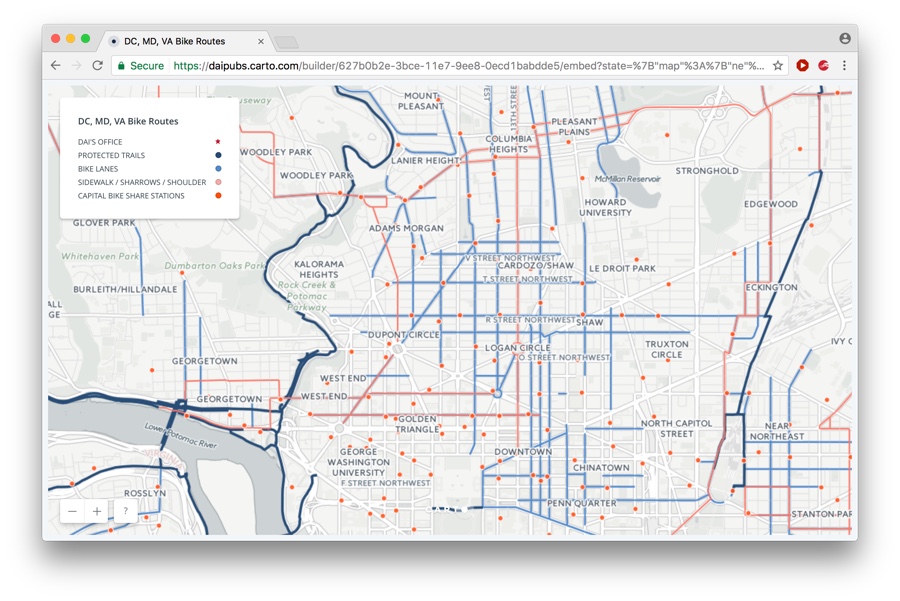 DC, MD, VA Bike Routes
Secure
https://daipubs.carto.com/builder/627b0b2e-3bce-11e7-9ee8-0ecd1babdde5/embed?state=%7B"map"%3A%7B"ne"%...
DC, MD, VA Bike Routes
DAI'S OFFICE
PROTECTED TRAILS
BIKE LANES
SIDEWALK / SHARROWS / SHOULDER
CAPITAL BIKE SHARE STATIONS
MOUNT
PLEASANT
13TH STREE
PLEASANT
PLAINS
COLUMBIA
HEIGHTS
WOODLEY PARK
LANIER HEIGHT
WOODLEY PARK
STRONGHOLD
McMillan Reservoir
HOWARD
UNIVERSITY
EDGEWOOD
GLOVER PARK
ADAMS MORGAN
Whitehaven Park
Dumbarton Oaks Park
KALORAMA
HEIGHTS
V STREET NORTHWEST
CARDOZO/SHAW
LE DROIT PARK
T STREET NORTHWEST
Rock Creek &
Potomac
Parkway
BURLEITH/HILLANDALE
ECKINGTON
ALL
GE
R STREET NORTHWEST
SHAW
DUPONT CIRCLE
LOGAN CIRCLE
O STREET NORTHWEST
TRUXTON
CIRCLE
IVY C
GEORGETOWN
WEST END
WEST END
GEORGETOWN
GOLDEN
TRIANGLE
NORTH CAPITOL
STREET
NEAR
NORTHEAST
Lower Potomac River
VIRGINIA
GEORGE
WASHINGTON
UNIVERSITY
DOWNTOWN
CHINATOWN
F STREET NORTHWEST
ROSSLYN
PENN QUARTER
STANTON PAR
− + ?